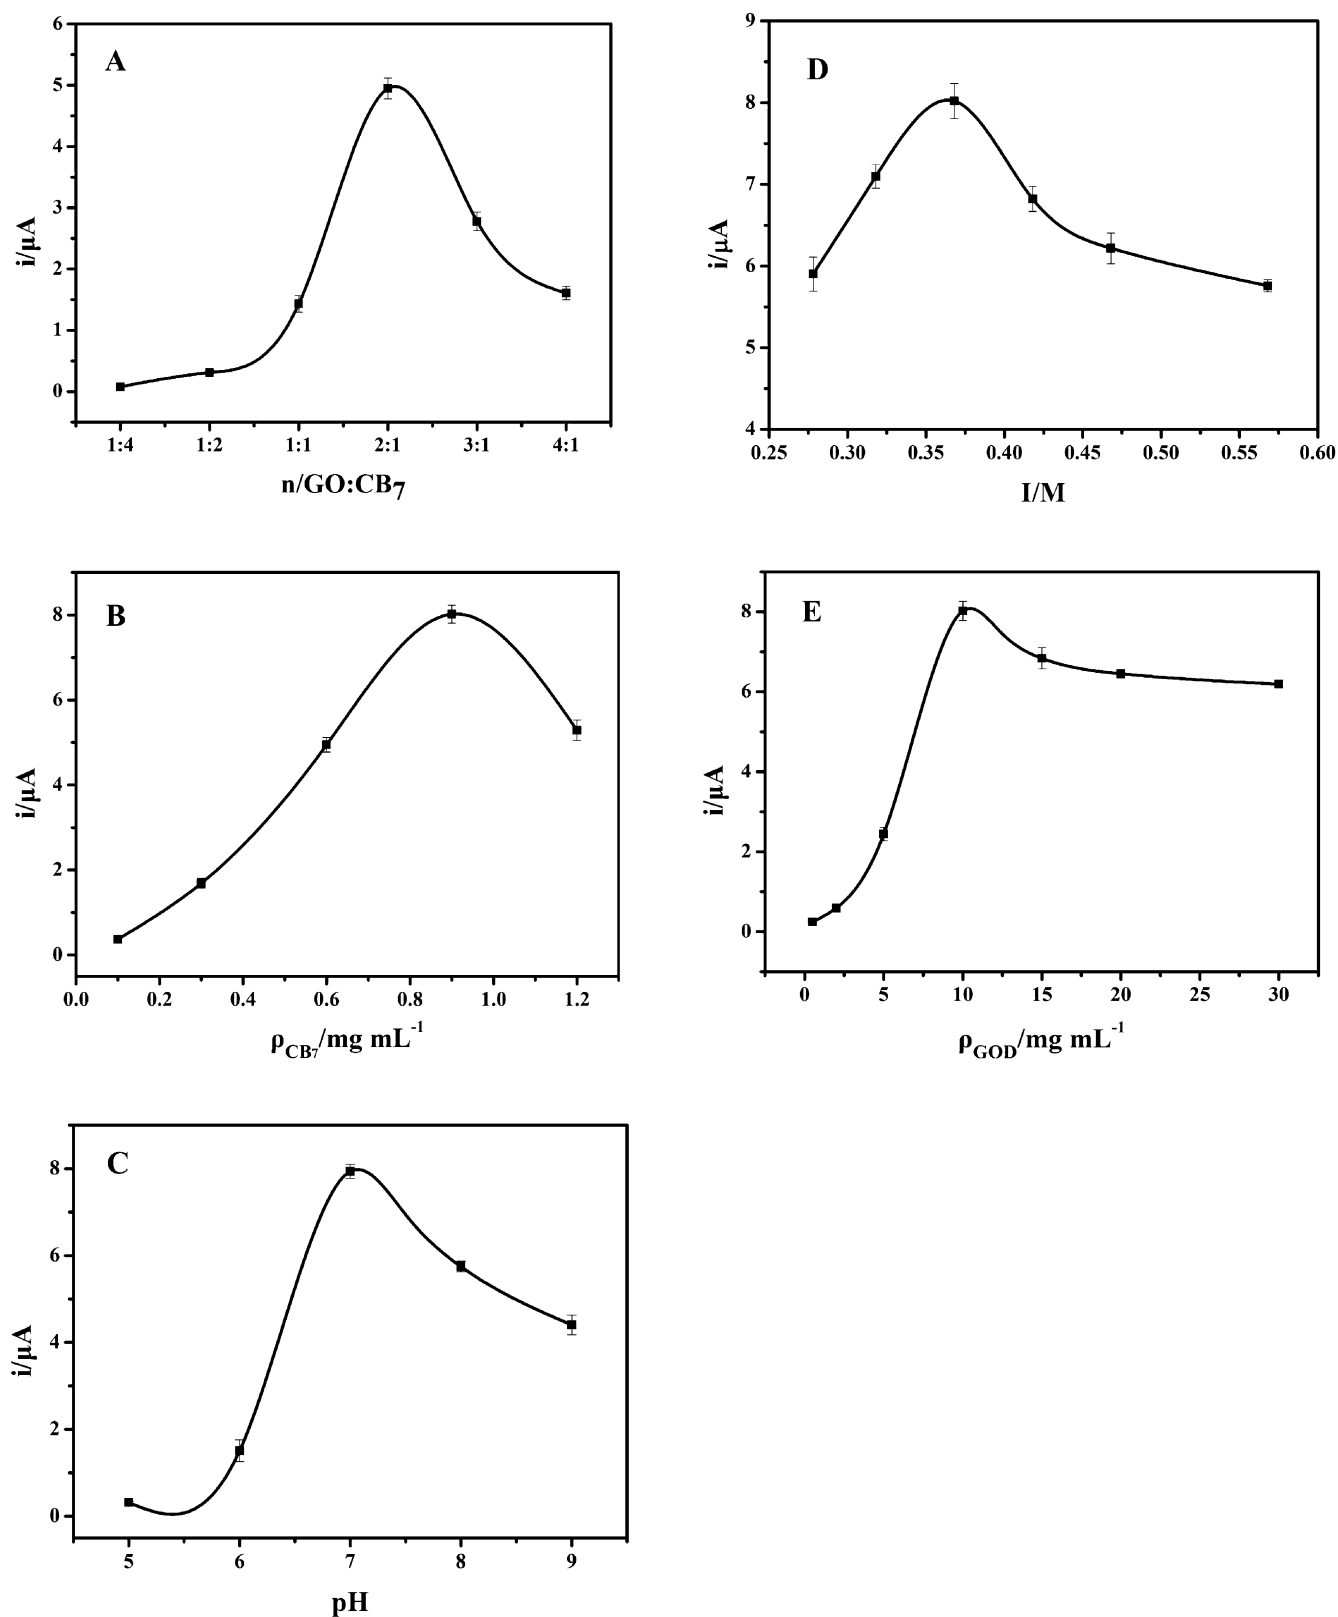 A
i/μA
6
5
4
3
2
1
0
1:4 1:2 1:1 2:1 3:1 4:1
n/GO:CB7
D
i/μA
9
8
7
6
5
4
0.25 0.30 0.35 0.40 0.45 0.50 0.55 0.60
I/M
B
i/μA
8
6
4
2
0
0.0 0.2 0.4 0.6 0.8 1.0 1.2
ρCB7/mg mL-1
E
i/μA
8
6
4
2
0
0 5 10 15 20 25 30
ρGOD/mg mL-1
C
i/μA
8
6
4
2
0
5 6 7 8 9
pH